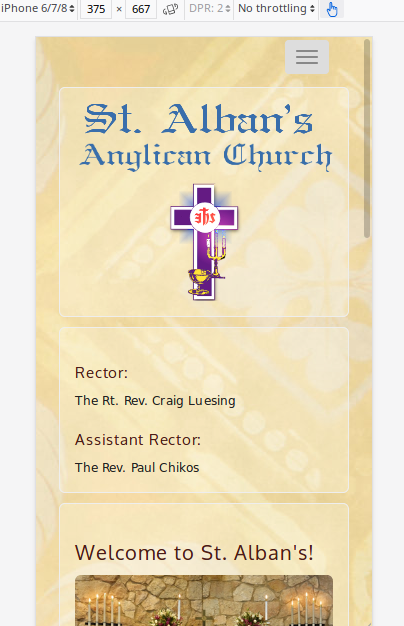 iPhone 6/7/8 375 × 667 DPR: 2 No throttling
St. Alban's
Anglican Church
ihs
Rector:
The Rt. Rev. Craig Luesing
Assistant Rector:
The Rev. Paul Chikos
Welcome to St. Alban's!